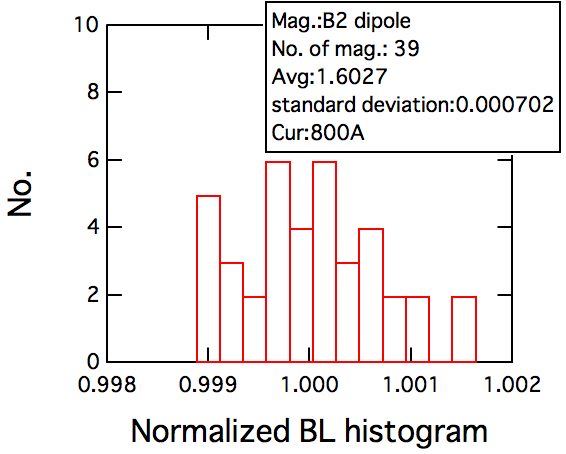 Mag.:B2 dipole
No. of mag.: 39
Avg:1.6027
standard deviation:0.000702
Cur:800A
10
8
6
4
2
0
No.
0.998 0.999 1.000 1.001 1.002
Normalized BL histogram